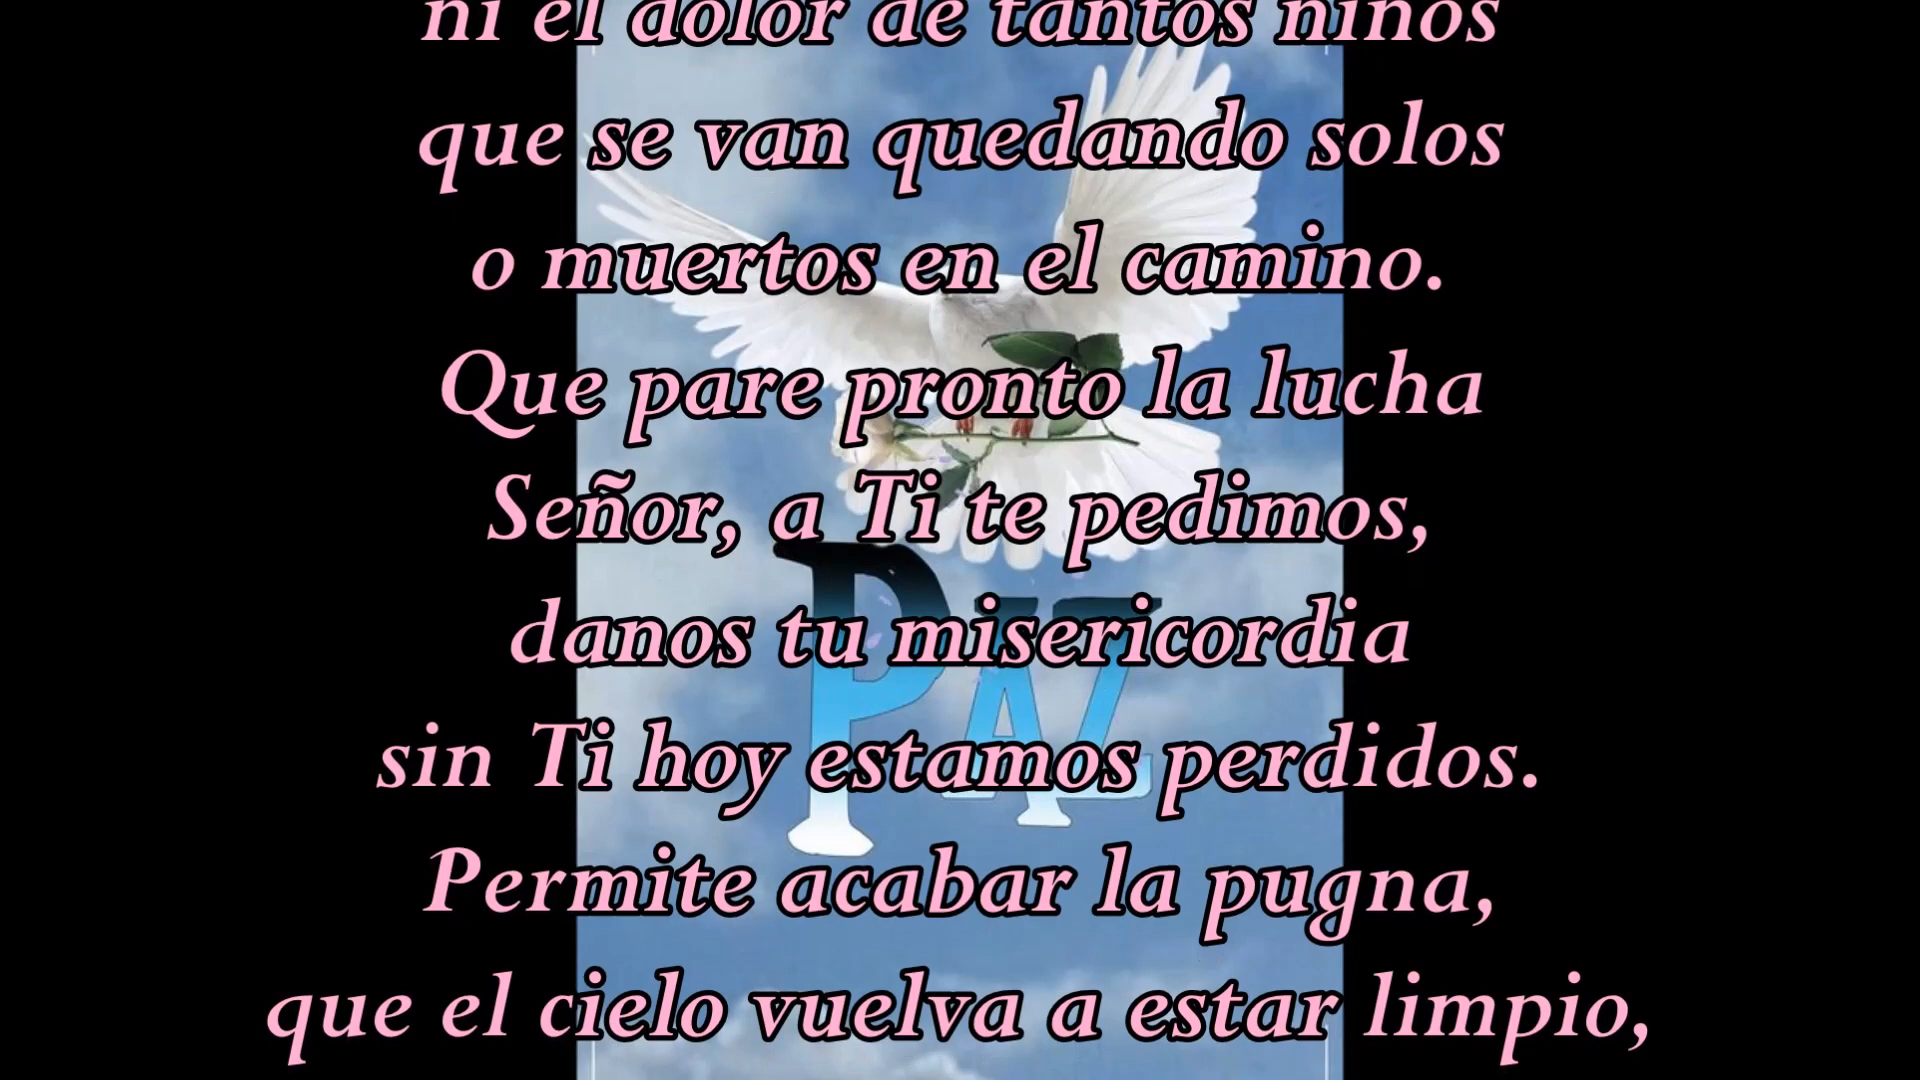 ni el dolor de tantos niños
que se van quedando solos
o muertos en el camino.
Que pare pronto la lucha
Señor, a Ti te pedimos,
danos tu misericordia
sin Ti hoy estamos perdidos.
Permite acabar la pugna,
que el cielo vuelva a estar limpio,
PAZ